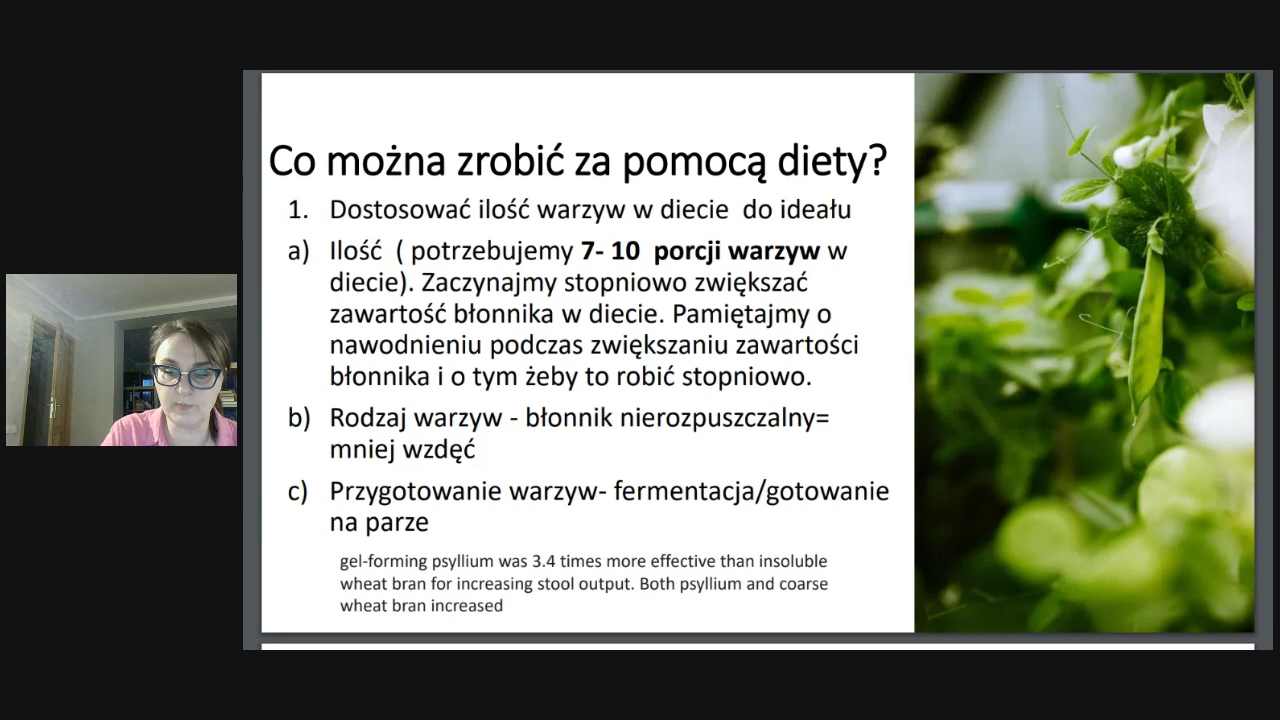 Co można zrobić za pomocą diety?
1. Dostosować ilość warzyw w diecie do ideału
a) Ilość ( potrzebujemy 7- 10 porcji warzyw w
diecie). Zaczynajmy stopniowo zwiększać
zawartość błonnika w diecie. Pamiętajmy o
nawodnieniu podczas zwiększaniu zawartości
błonnika i o tym żeby to robić stopniowo.
b) Rodzaj warzyw - błonnik nierozpuszczalny=
mniej wzdęć
c) Przygotowanie warzyw- fermentacja/gotowanie
na parze
gel-forming psyllium was 3.4 times more effective than insoluble
wheat bran for increasing stool output. Both psyllium and coarse
wheat bran increased